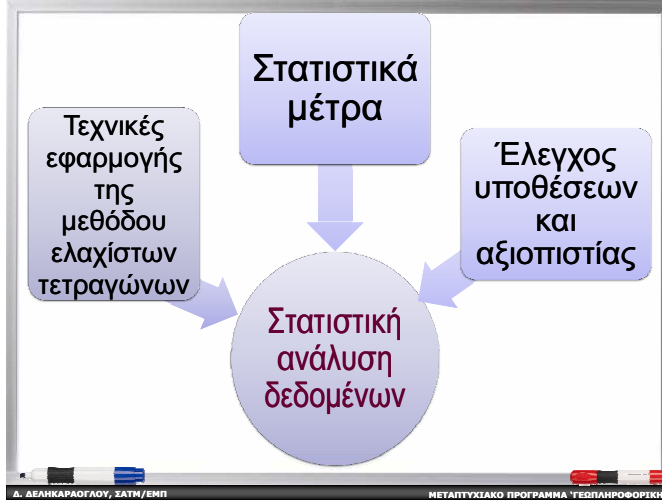 Στατιστικά
μέτρα
Τεχνικές
εφαρμογής
της
μεθόδου
ελαχίστων
τετραγώνων
Έλεγχος
υποθέσεων
και
αξιοπιστίας
Στατιστική
ανάλυση
δεδομένων
Δ. ΔΕΛΗΚΑΡΑΟΓΛΟΥ, ΣΑΤΜ/ΕΜΠ
ΜΕΤΑΠΤΥΧΙΑΚΟ ΠΡΟΓΡΑΜΜΑ 'ΓΕΩΠΛΗΡΟΦΟΡΙΚΗ